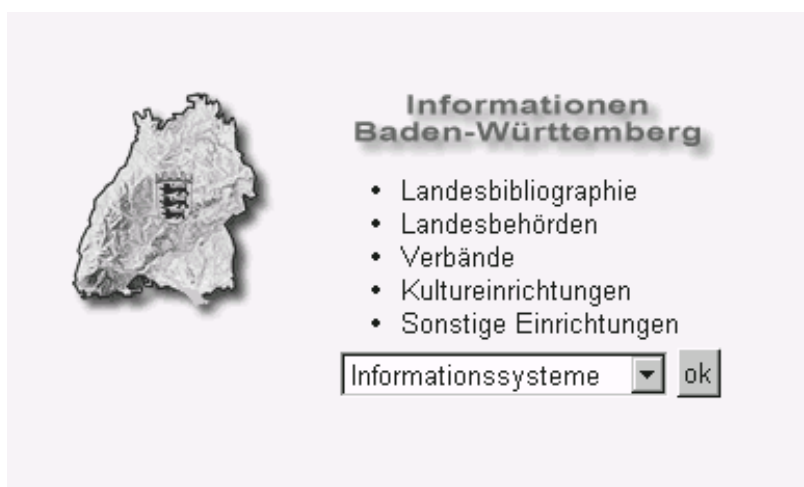 Informationen
Baden-Württemberg
• Landesbibliographie
• Landesbehörden
• Verbände
• Kultureinrichtungen
• Sonstige Einrichtungen
Informationssysteme
ok